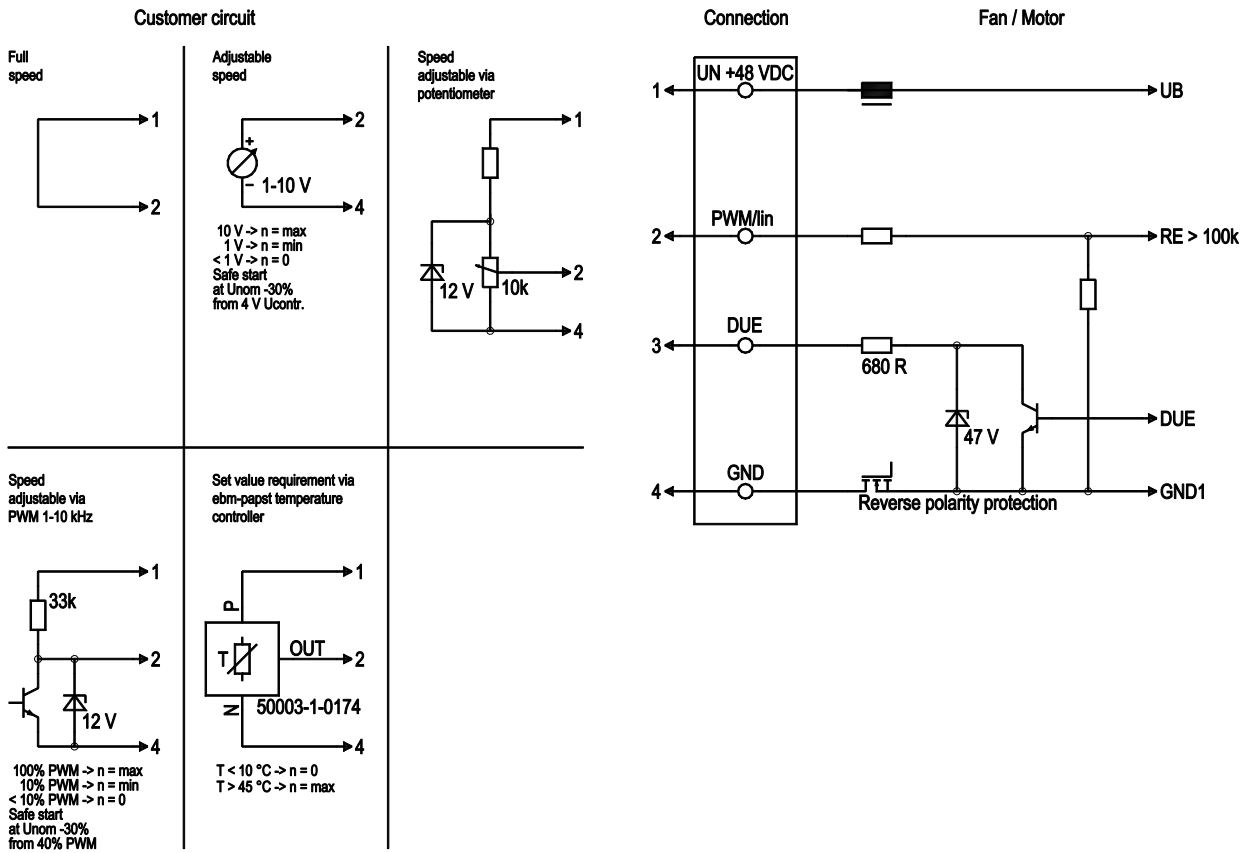 Customer circuit
Connection
Fan / Motor
Full
speed
1
2
Adjustable
speed
2
+
–
1-10 V
4
10 V -> n = max
1 V -> n = min
< 1 V -> n = 0
Safe start
at Unom -30%
from 4 V Ucontr.
Speed
adjustable via
potentiometer
1
12 V
10k
2
4
Speed
adjustable via
PWM 1-10 kHz
1
33k
2
12 V
4
100% PWM -> n = max
10% PWM -> n = min
< 10% PWM -> n = 0
Safe start
at Unom -30%
from 40% PWM
Set value requirement via
ebm-papst temperature
controller
1
P
T
OUT
2
N
50003-1-0174
4
T < 10 °C -> n = 0
T > 45 °C -> n = max
UN +48 VDC
1
UB
PWM/lin
2
RE > 100k
DUE
3
680 R
47 V
DUE
GND
4
GND1
Reverse polarity protection